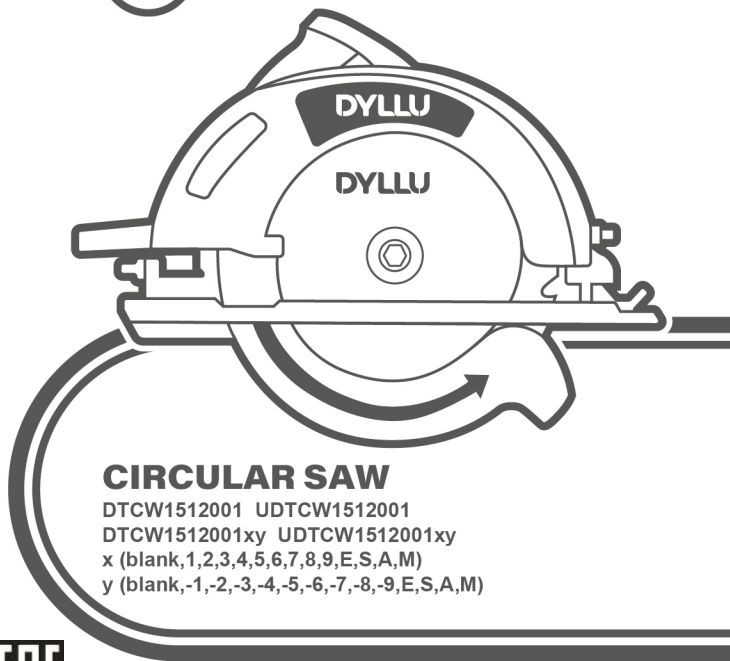 DYLLU
DYLLU
CIRCULAR SAW
DTCW1512001 UDTCW1512001
DTCW1512001xy UDTCW1512001xy
x (blank,1,2,3,4,5,6,7,8,9,E,S,A,M)
y (blank,-1,-2,-3,-4,-5,-6,-7,-8,-9,E,S,A,M)